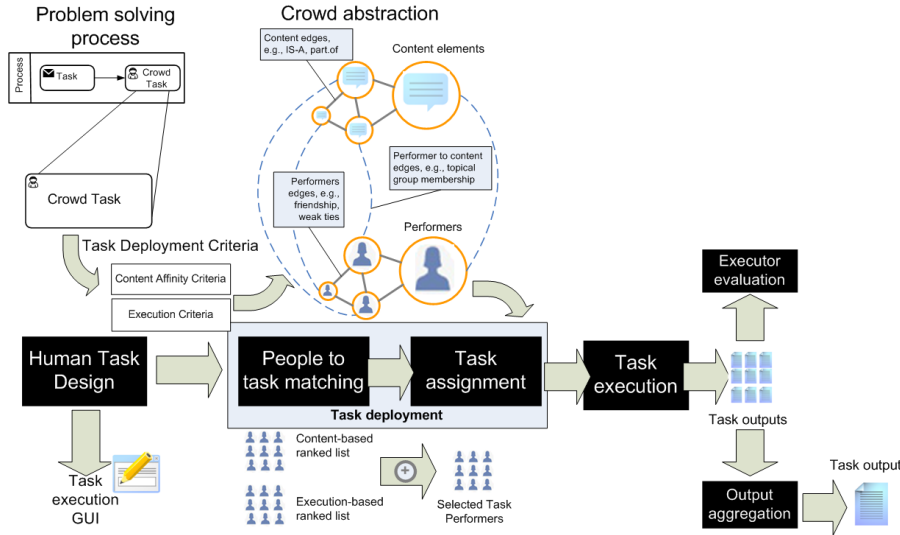 Problem solving
process
Process
Task
Crowd
Task
Crowd Task
Crowd abstraction
Content edges,
e.g., IS-A, part.of
Content elements
Performer to content
edges, e.g., topical
group membership
Performers
edges, e.g.,
friendship,
weak ties
Performers
Task Deployment Criteria
Content Affinity Criteria
Execution Criteria
Human Task
Design
People to
task matching
Task
assignment
Task deployment
Task
execution
Executor
evaluation
Task outputs
Output
aggregation
Task output
Task
execution
GUI
Content-based
ranked list
Execution-based
ranked list
Selected Task
Performers